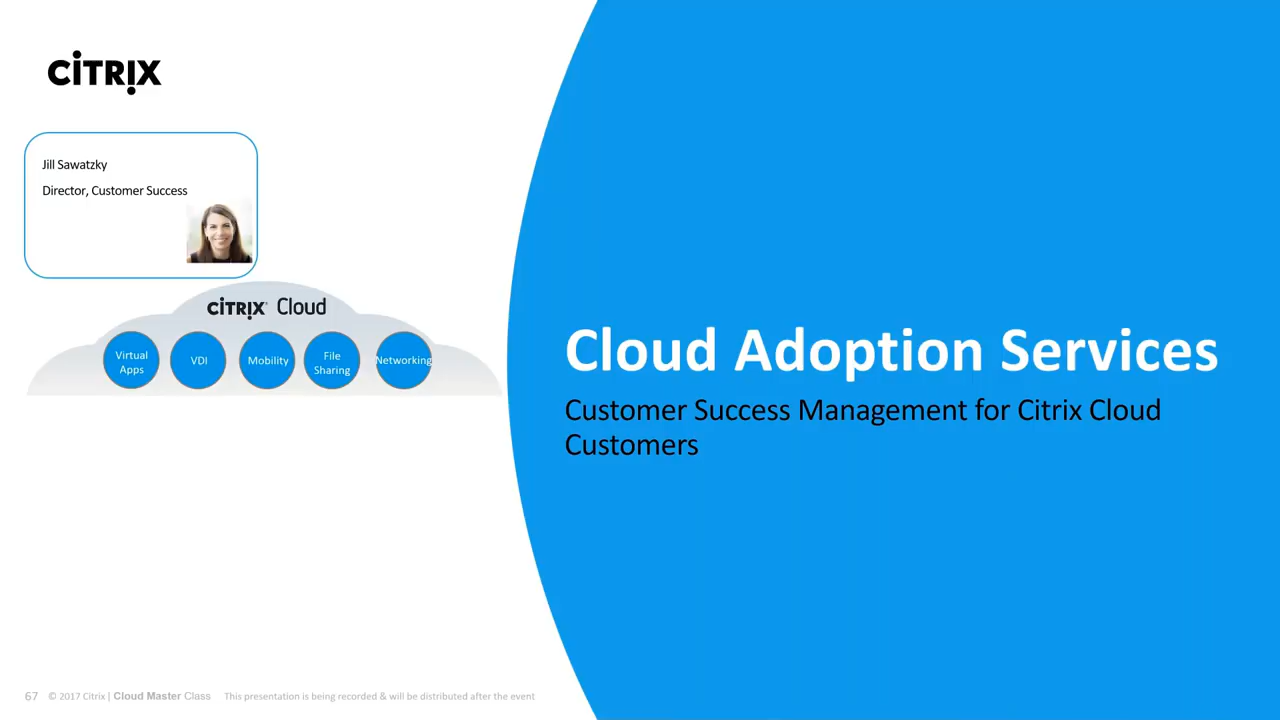 CITRIX
Jill Sawatzky
Director, Customer Success
CITRIX® Cloud
Virtual
Apps
VDI
Mobility
File
Sharing
Networking
Cloud Adoption Services
Customer Success Management for Citrix Cloud
Customers
67 © 2017 Citrix | Cloud Master Class This presentation is being recorded & will be distributed after the event